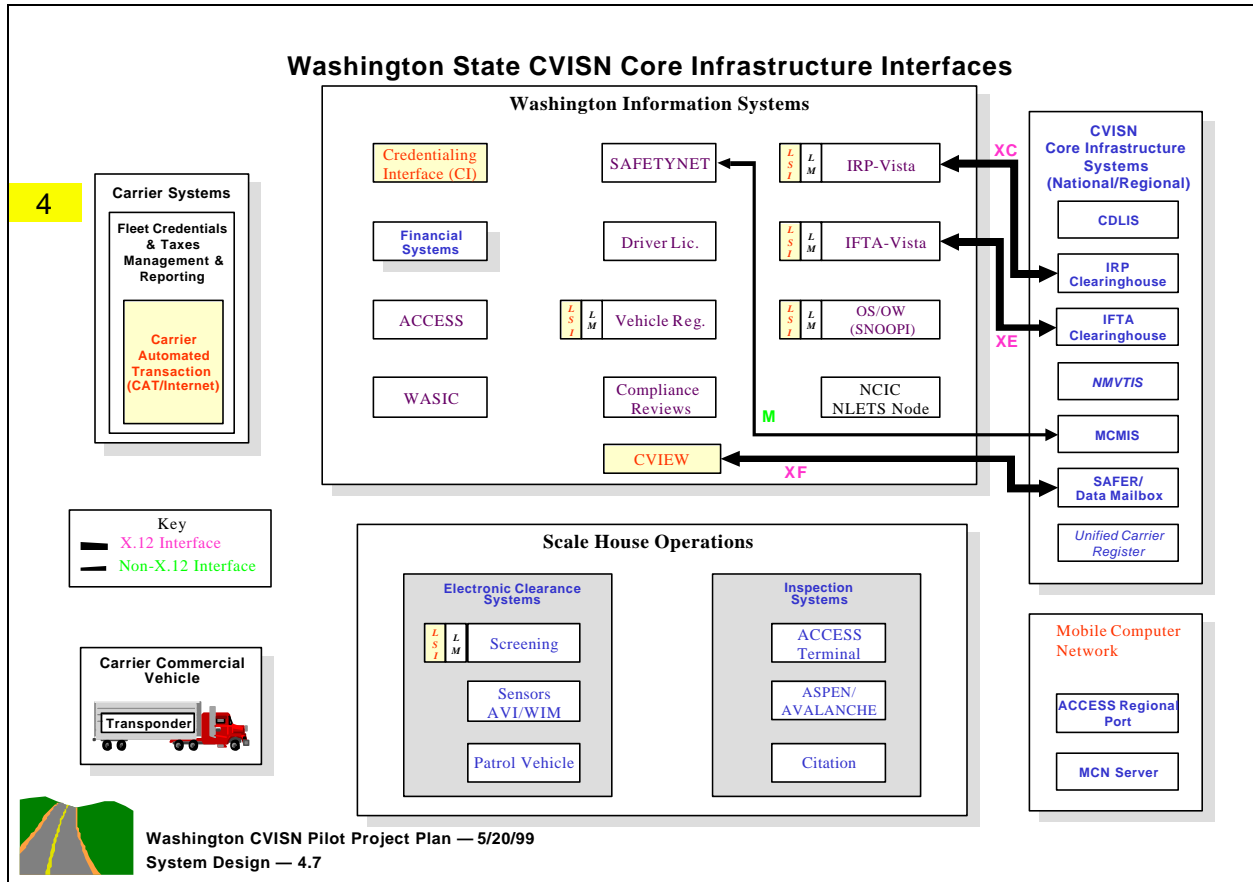 Washington State CVISN Core Infrastructure Interfaces
4
Carrier Systems
Fleet Credentials
& Taxes
Management &
Reporting
Carrier
Automated
Transaction
(CAT/Internet)
Washington Information Systems
Credentialing
Interface (CI)
SAFETYNET
L
S
I
L
M
IRP-Vista
Financial
Systems
Driver Lic.
L
S
I
L
M
IFTA-Vista
ACCESS
L
S
I
L
M
Vehicle Reg.
L
S
I
L
M
OS/OW
(SNOOPI)
WASIC
Compliance
Reviews
NCIC
NLETS Node
CVIEW
XC
XE
M
XF
CVISN
Core Infrastructure
Systems
(National/Regional)
CDLIS
IRP
Clearinghouse
IFTA
Clearinghouse
NMVTIS
MCMIS
SAFER/
Data Mailbox
Unified Carrier
Register
Key
X.12 Interface
Non-X.12 Interface
Scale House Operations
Electronic Clearance
Systems
L
S
I
L
M
Screening
Sensors
AVI/WIM
Patrol Vehicle
Inspection
Systems
ACCESS
Terminal
ASPEN/
AVALANCHE
Citation
Mobile Computer
Network
ACCESS Regional
Port
MCN Server
Carrier Commercial
Vehicle
Transponder
Washington CVISN Pilot Project Plan — 5/20/99
System Design — 4.7